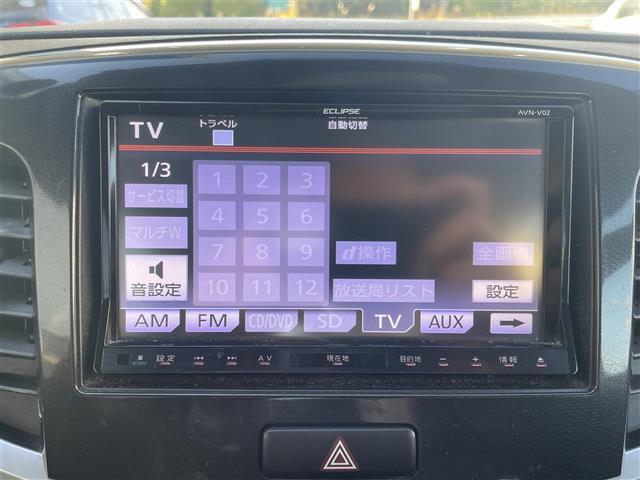 ECLIPSE
AVN-V02
TV
トラベル
自動切替
1/3
1 2 3
サービス切替
4 5 6
マルチW
7 8 9
d操作
全画面
音設定
10 11 12
放送局リスト
設定
AM FM CD/DVD SD TV AUX
設定
AV
現在地
目的地
− + 情報